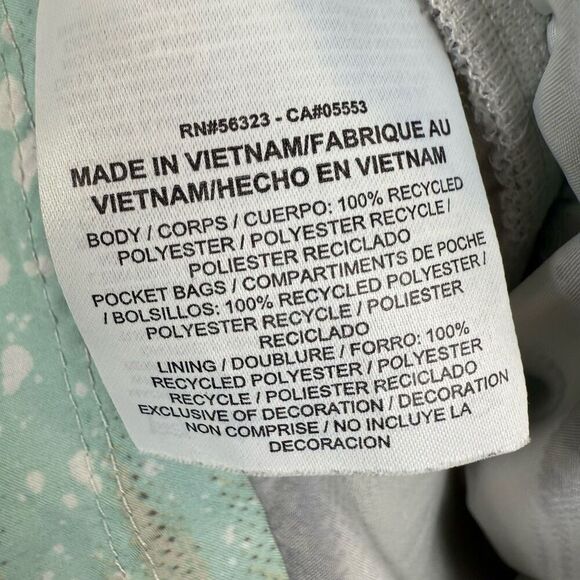 RN#56323 - CA#05553
MADE IN VIETNAM/FABRIQUE AU
VIETNAM/HECHO EN VIETNAM
BODY / CORPS / CUERPO: 100% RECYCLED
POLYESTER / POLYESTER RECYCLE /
POLIESTER RECICLADO
POCKET BAGS / COMPARTIMENTS DE POCHE
/ BOLSILLOS: 100% RECYCLED POLYESTER /
POLYESTER RECYCLE / POLIESTER
RECICLADO
LINING / DOUBLURE / FORRO: 100%
RECYCLED POLYESTER / POLYESTER
RECYCLE / POLIESTER RECICLADO
EXCLUSIVE OF DECORATION / DECORATION
NON COMPRISE / NO INCLUYE LA
DECORACION